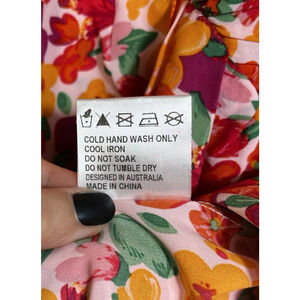 COLD HAND WASH ONLY
COOL IRON
DO NOT SOAK
DO NOT TUMBLE DRY
DESIGNED IN AUSTRALIA
MADE IN CHINA